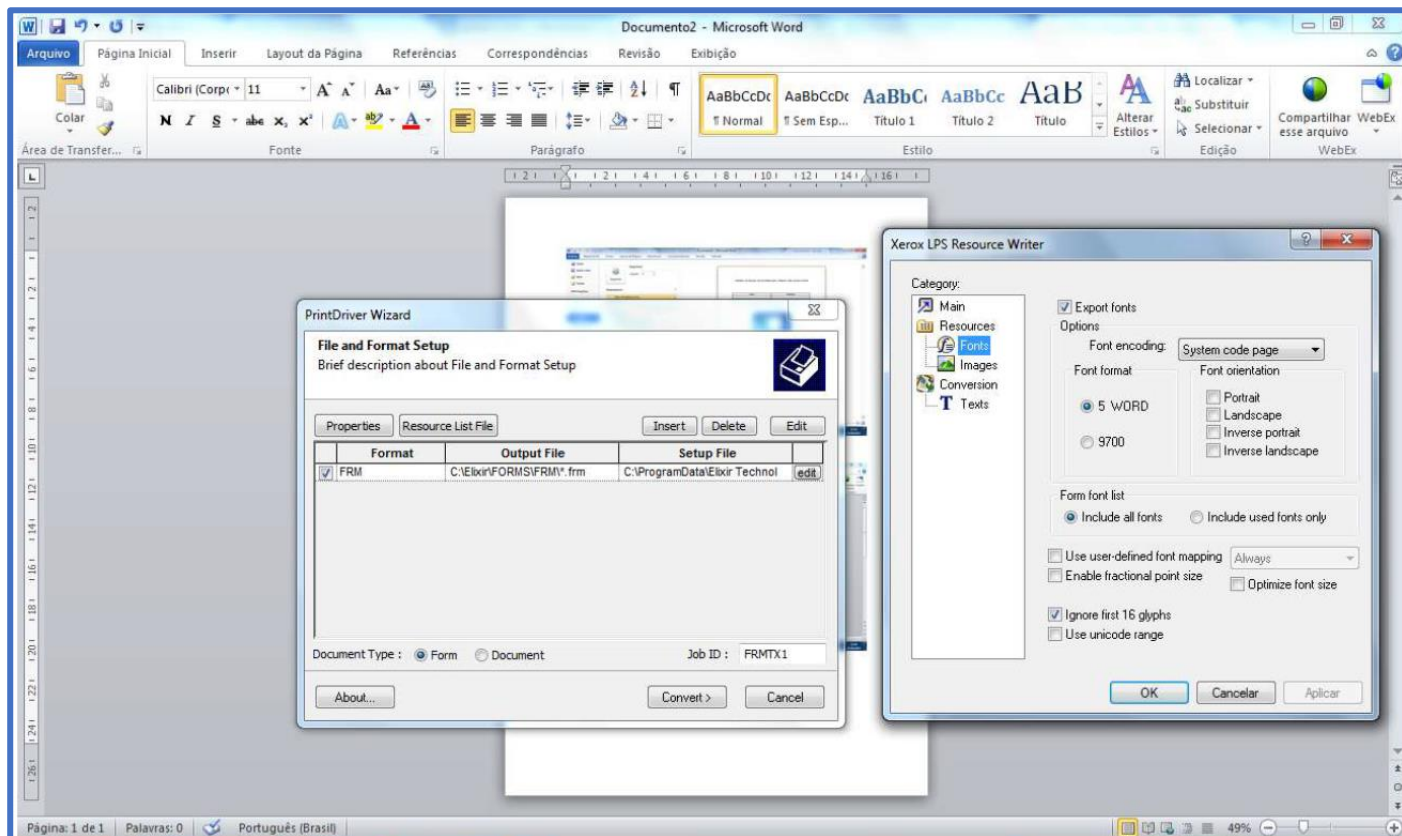 Documento2 - Microsoft Word
Arquivo Página Inicial Inserir Layout da Página Referências Correspondências Revisão Exibição
Colar
Calibri (Corpo 11
Aa
N I S abc x₂ x² A ab A
AaBbCcDc AaBbCcDc AaBbC AaBbCc AaB
¶ Normal ¶ Sem Esp... Título 1 Título 2 Título
Alterar Estilos
Localizar
Substituir
Selecionar
Compartilhar esse arquivo
WebEx
Área de Transfer... Fonte Parágrafo Estilo Edição WebEx
PrintDriver Wizard
File and Format Setup
Brief description about File and Format Setup
Properties Resource List File Insert Delete Edit
Format Output File Setup File
FRM C:\Elixir\FORMS\FRM\*.frm C:\ProgramData\Elixir Technol edit
Document Type : Form Document Job ID : FRMTX1
About... Convert > Cancel
Xerox LPS Resource Writer
Category:
Main
Resources
Fonts
Images
Conversion
T Texts
Export fonts
Options
Font encoding: System code page
Font format
5 WORD
9700
Font orientation
Portrait
Landscape
Inverse portrait
Inverse landscape
Form font list
Include all fonts Include used fonts only
Use user-defined font mapping Always
Enable fractional point size Optimize font size
Ignore first 16 glyphs
Use unicode range
OK Cancelar Aplicar
Página: 1 de 1 Palavras: 0 Português (Brasil) 49%